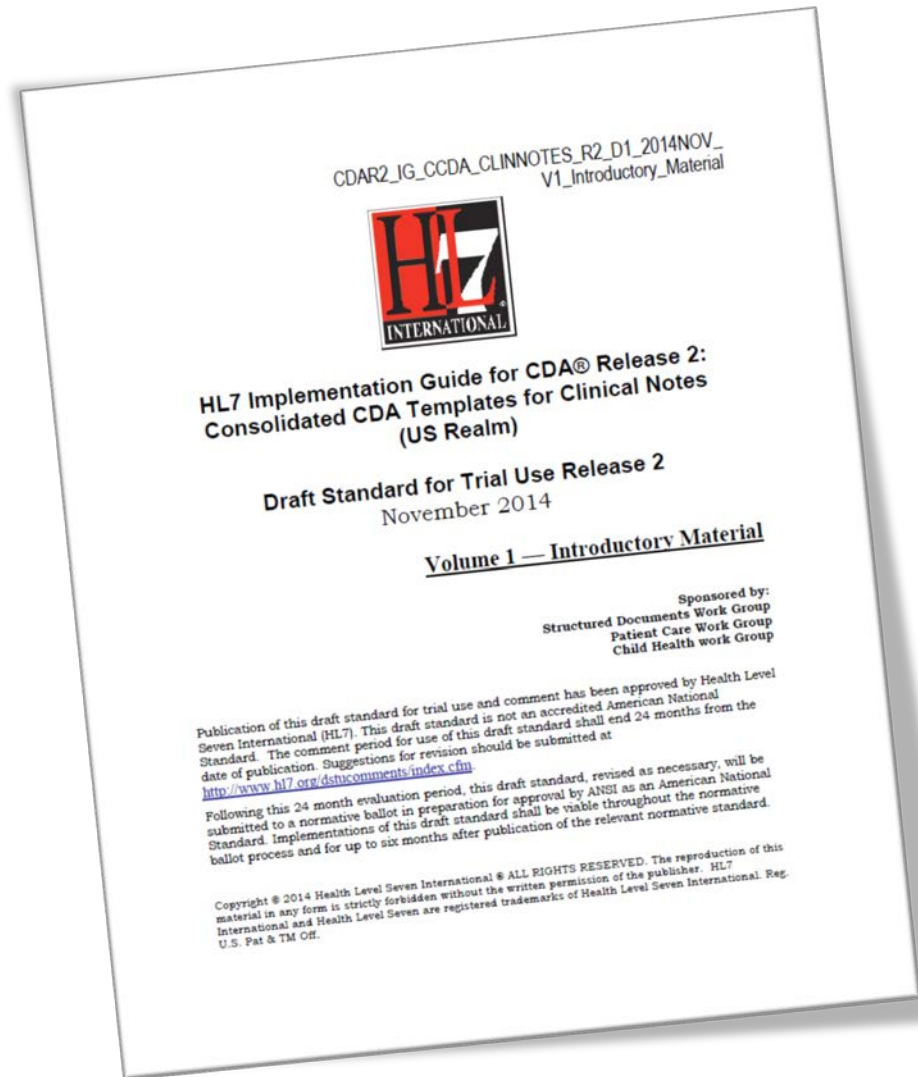 CDAR2_IG_CCDA_CLINNOTES_R2_D1_2014NOV_
V1_Introductory_Material
HL7
®
INTERNATIONAL
HL7 Implementation Guide for CDA® Release 2:
Consolidated CDA Templates for Clinical Notes
(US Realm)
Draft Standard for Trial Use Release 2
November 2014
Volume 1 — Introductory Material
Sponsored by:
Structured Documents Work Group
Patient Care Work Group
Child Health work Group
Publication of this draft standard for trial use and comment has been approved by Health Level
Seven International (HL7). This draft standard is not an accredited American National
Standard. The comment period for use of this draft standard shall end 24 months from the
date of publication. Suggestions for revision should be submitted at
http://www.hl7.org/dstucomments/index.cfm.
Following this 24 month evaluation period, this draft standard, revised as necessary, will be
submitted to a normative ballot in preparation for approval by ANSI as an American National
Standard. Implementations of this draft standard shall be viable throughout the normative
ballot process and for up to six months after publication of the relevant normative standard.
Copyright © 2014 Health Level Seven International ® ALL RIGHTS RESERVED. The reproduction of this
material in any form is strictly forbidden without the written permission of the publisher. HL7
International and Health Level Seven are registered trademarks of Health Level Seven International. Reg.
U.S. Pat & TM Off.